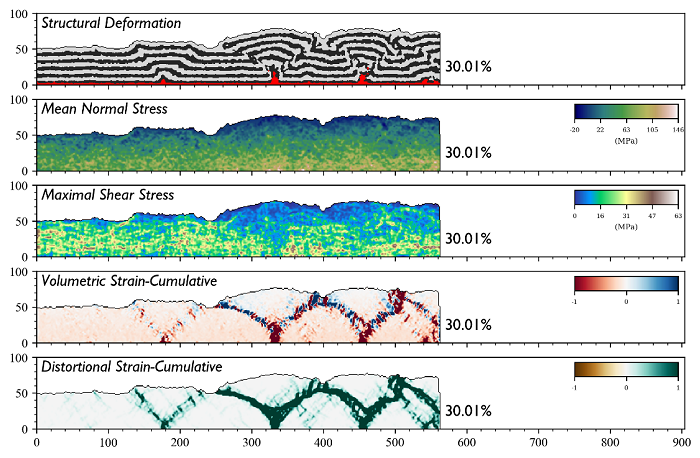 100
Structural Deformation
50
30.01%
0
100
Mean Normal Stress
50
-20 22 63 105 146
(MPa)
30.01%
0
100
Maximal Shear Stress
50
0 16 31 47 63
(MPa)
30.01%
0
100
Volumetric Strain-Cumulative
50
-1 0 1
30.01%
0
100
Distortional Strain-Cumulative
50
-1 0 1
30.01%
0
0 100 200 300 400 500 600 700 800 900